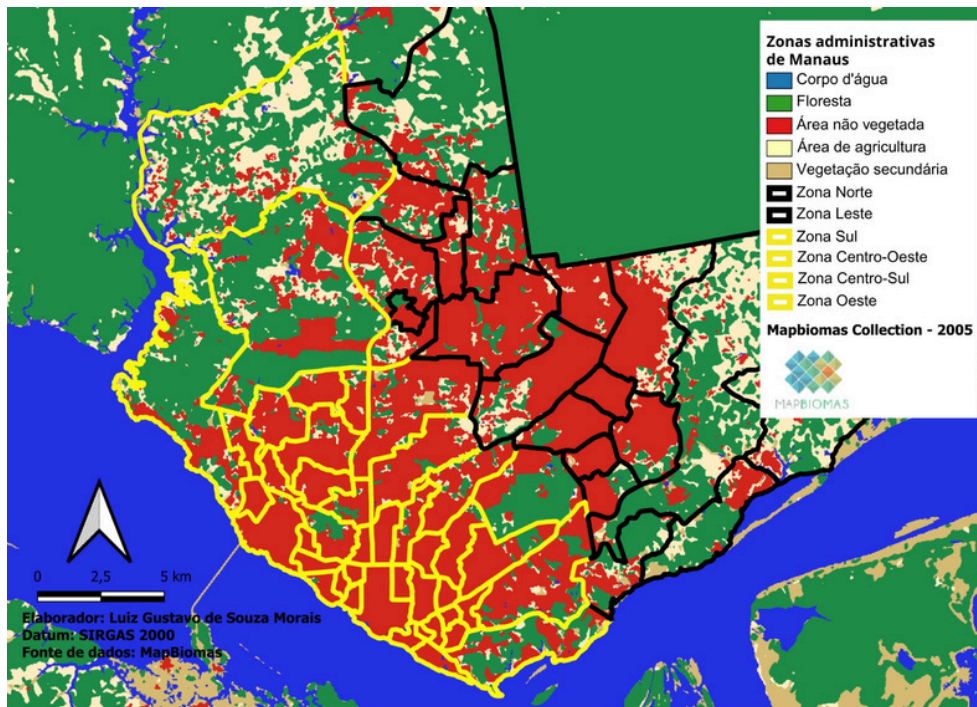 Zonas administrativas
de Manaus
Corpo d'água
Floresta
Área não vegetada
Área de agricultura
Vegetação secundária
Zona Norte
Zona Leste
Zona Sul
Zona Centro-Oeste
Zona Centro-Sul
Zona Oeste
Mapbiomas Collection - 2005
MAPBIOMAS
0 2,5 5 km
Elaborador: Luiz Gustavo de Souza Morais
Datum: SIRGAS 2000
Fonte de dados: MapBiomas